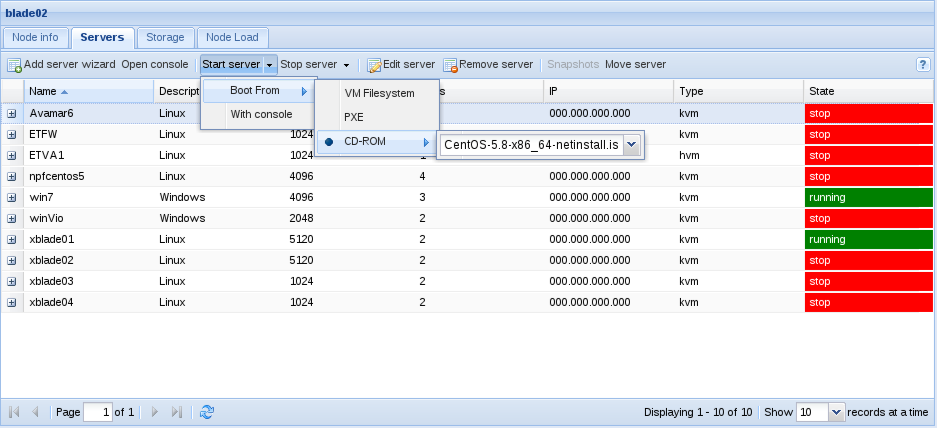 blade02
Node info Servers Storage Node Load
Add server wizard Open console Start server Stop server Edit server Remove server Snapshots Move server
Name Descript s IP Type State
Boot From
VM Filesystem
With console
PXE
CD-ROM
CentOS-5.8-x86_64-netinstall.is
Avamar6 Linux 000.000.000.000 kvm stop
ETFW Linux 1024 000.000.000.000 kvm stop
ETVA1 Linux hvm stop
npfcentos5 Linux 4096 4 000.000.000.000 kvm stop
win7 Windows 4096 3 000.000.000.000 kvm running
winVio Windows 2048 2 000.000.000.000 kvm stop
xblade01 Linux 5120 2 000.000.000.000 kvm running
xblade02 Linux 5120 2 000.000.000.000 kvm stop
xblade03 Linux 1024 2 000.000.000.000 kvm stop
xblade04 Linux 1024 2 000.000.000.000 kvm stop
Page 1 of 1 Displaying 1 - 10 of 10 Show 10 records at a time